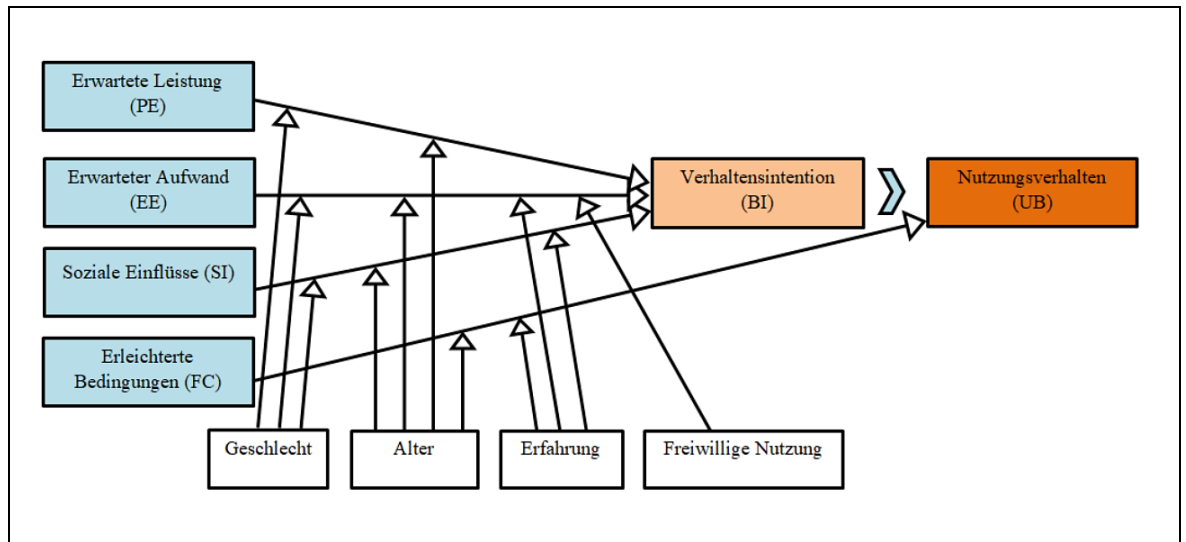 Erwartete Leistung
(PE)
Erwarteter Aufwand
(EE)
Soziale Einflüsse (SI)
Erleichterte
Bedingungen (FC)
Verhaltensintention
(BI)
Nutzungsverhalten
(UB)
Geschlecht
Alter
Erfahrung
Freiwillige Nutzung